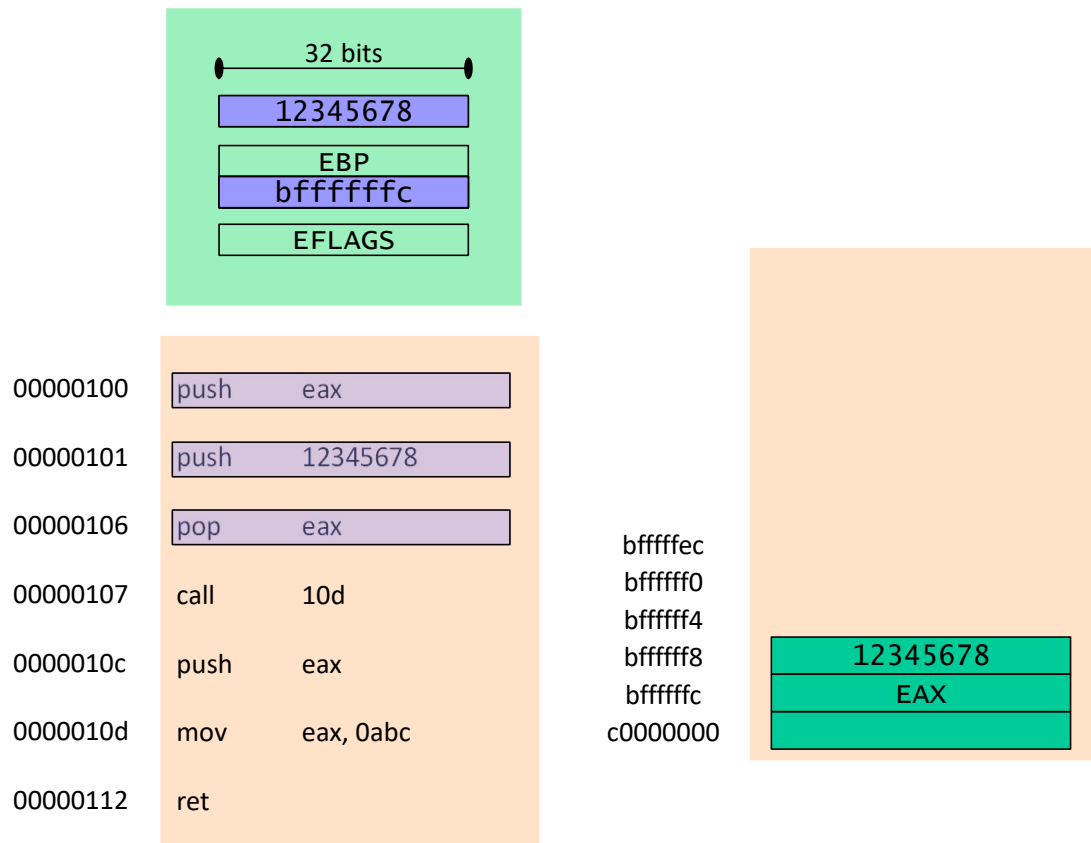 32 bits
12345678
EBP
bffffffc
EFLAGS
00000100 push eax
00000101 push 12345678
00000106 pop eax
00000107 call 10d
0000010c push eax
0000010d mov eax, 0abc
00000112 ret
bfffffec
bffffff0
bffffff4
bffffff8 12345678
bffffffc EAX
c0000000